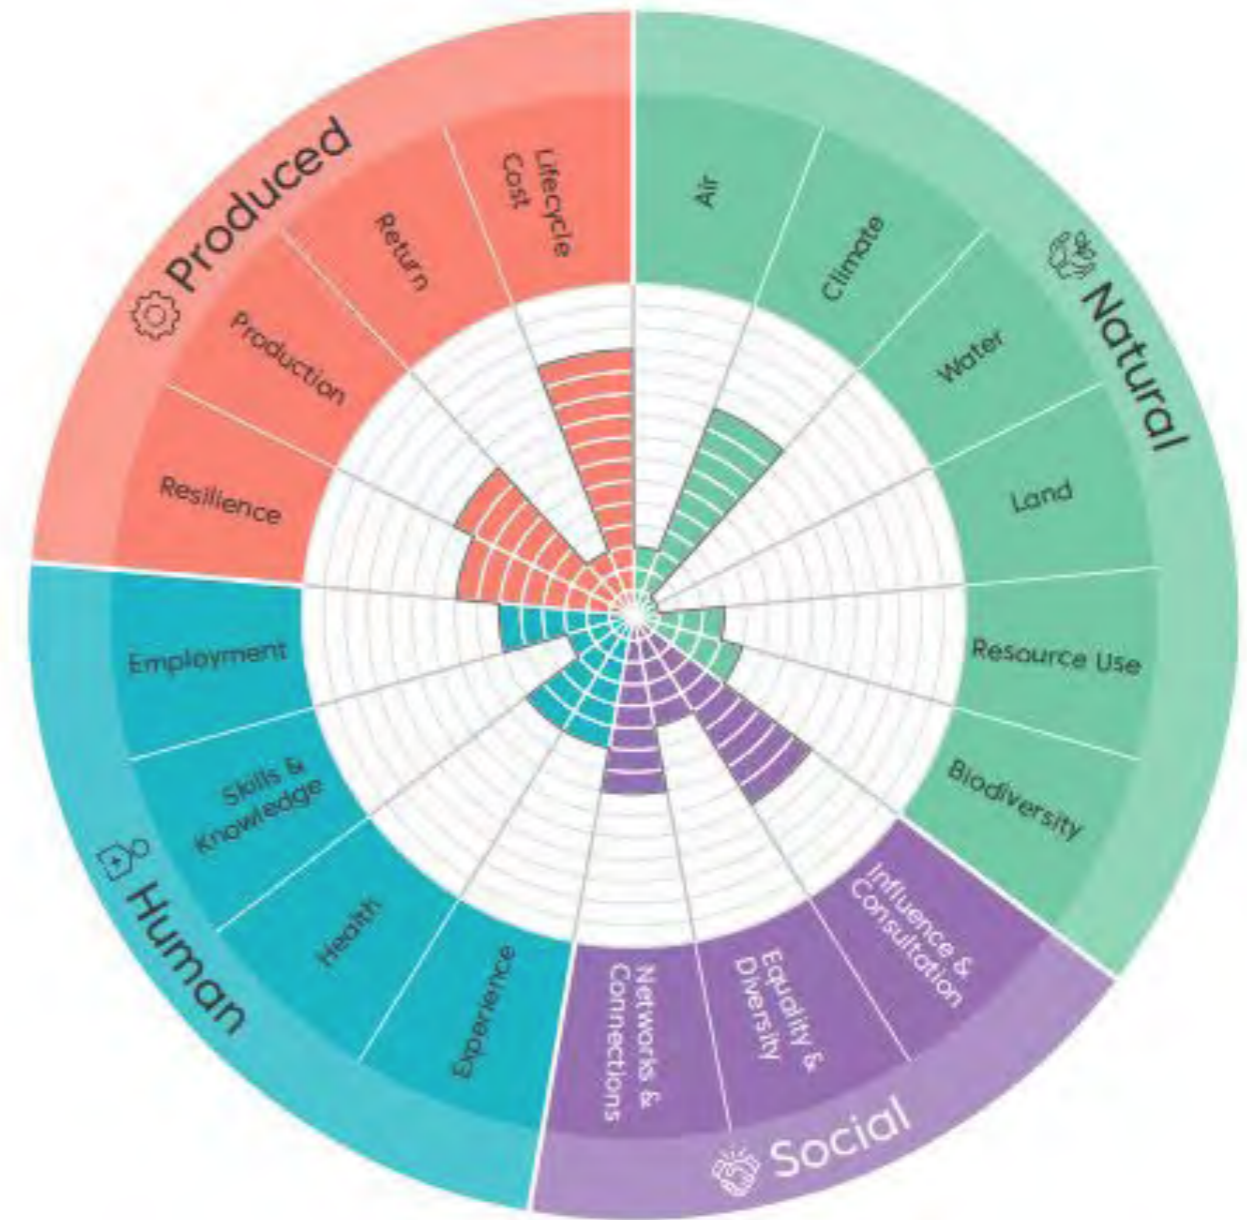 Produced
Lifecycle
Cost
Return
Production
Resilience
Natural
Air
Climate
Water
Land
Resource Use
Biodiversity
Social
Influence &
Consultation
Equality &
Diversity
Networks &
Connections
Human
Experience
Health
Skills &
Knowledge
Employment